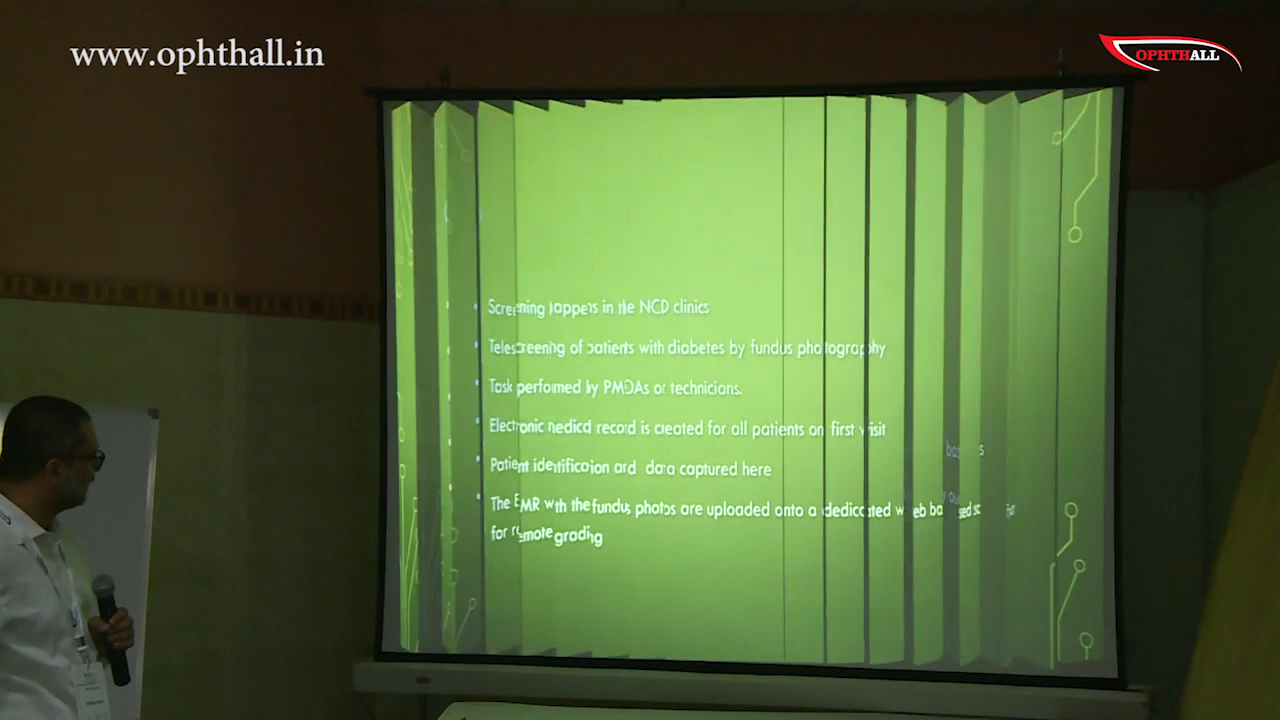 www.ophthall.in
OPHTHALL
Screening happens in the NCD clinics
Telescreening of patients with diabetes by fundus photography
Task performed by PMOAs or technicians.
Electronic medical record is created for all patients on first visit
Patient identification and data captured here
The EMR with the fundus photos are uploaded onto a dedicated web based
for remote grading